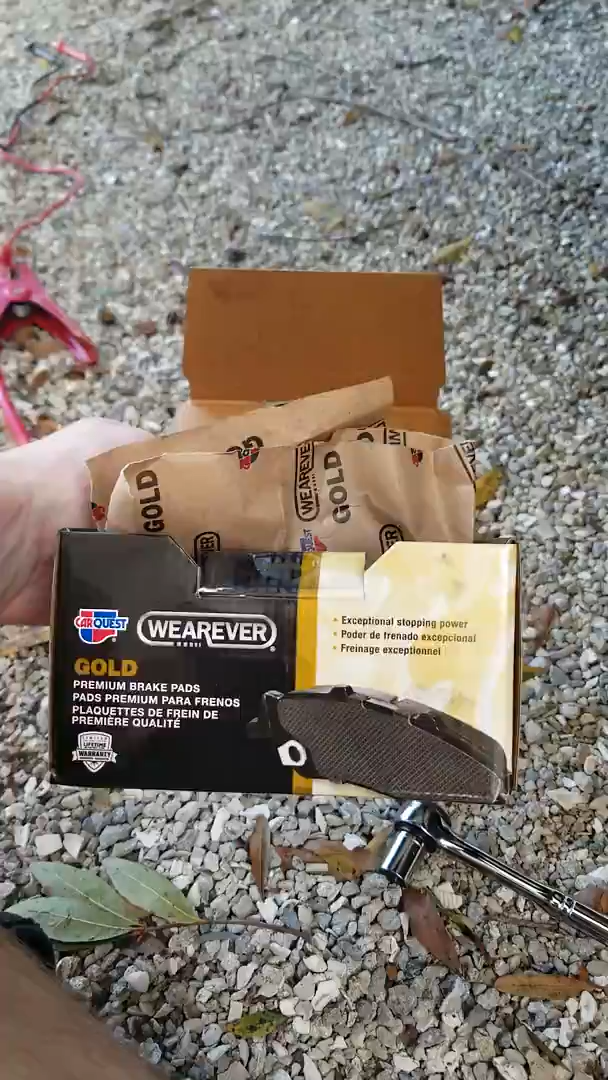 GOLD
WEAREVER
GOLD
CARQUEST
WEAREVER
GOLD
PREMIUM BRAKE PADS
PADS PREMIUM PARA FRENOS
PLAQUETTES DE FREIN DE
PREMIÈRE QUALITÉ
LIFETIME
WARRANTY
• Exceptional stopping power
• Poder de frenado excepcional
• Freinage exceptionnel